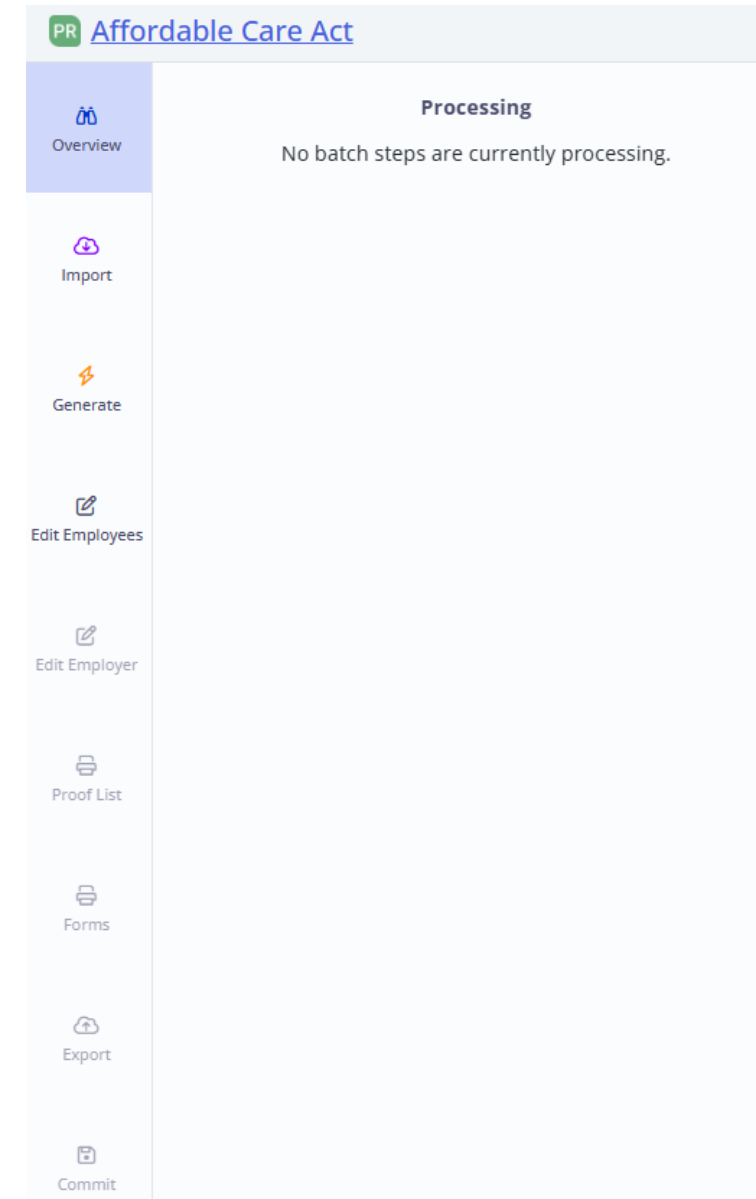 PR Affordable Care Act
Overview
Processing
No batch steps are currently processing.
Import
Generate
Edit Employees
Edit Employer
Proof List
Forms
Export
Commit